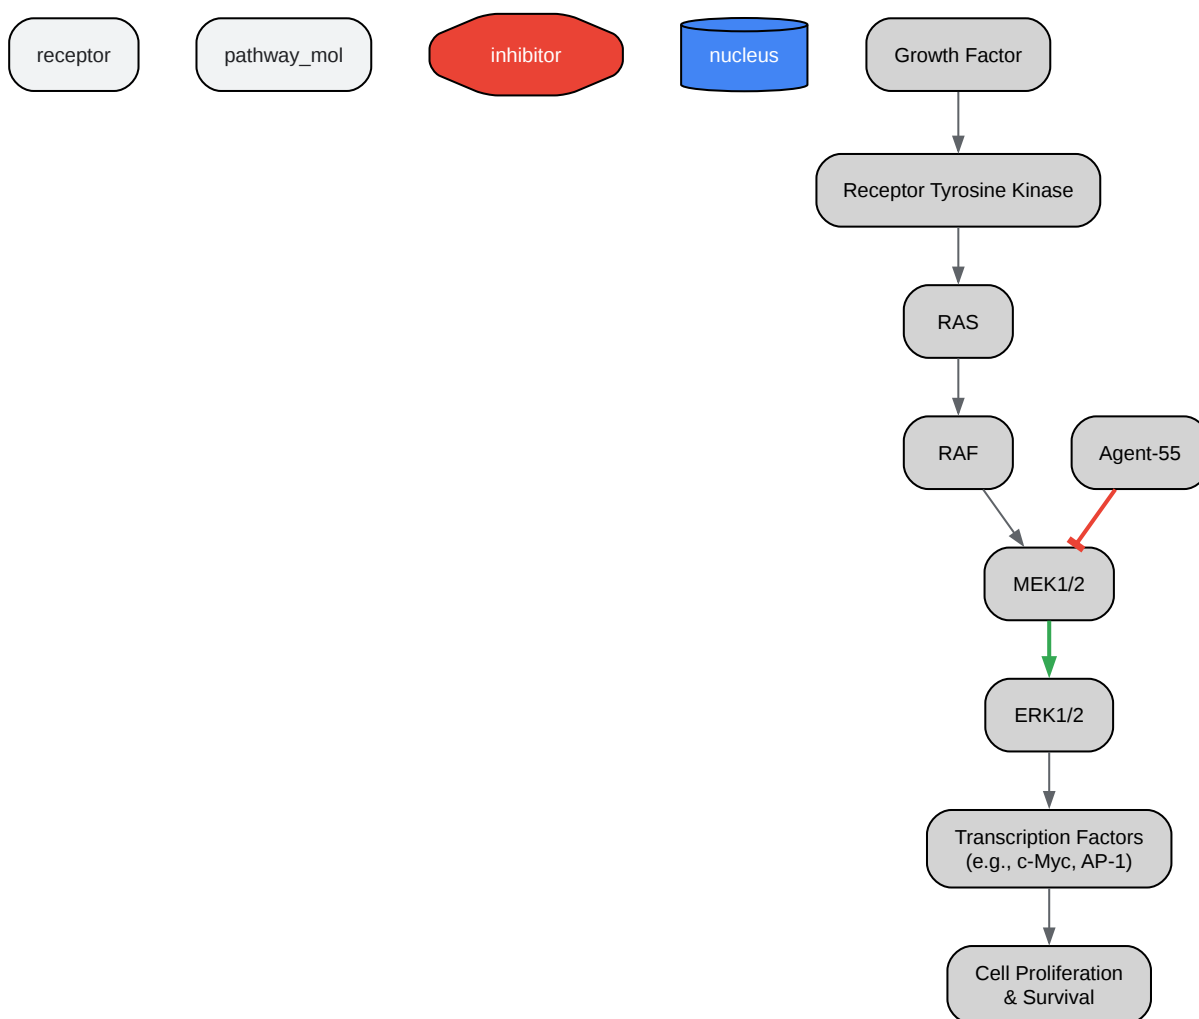 receptor
pathway_mol
inhibitor
nucleus
Growth Factor
Receptor Tyrosine Kinase
RAS
RAF
Agent-55
MEK1/2
ERK1/2
Transcription Factors
(e.g., c-Myc, AP-1)
Cell Proliferation
& Survival